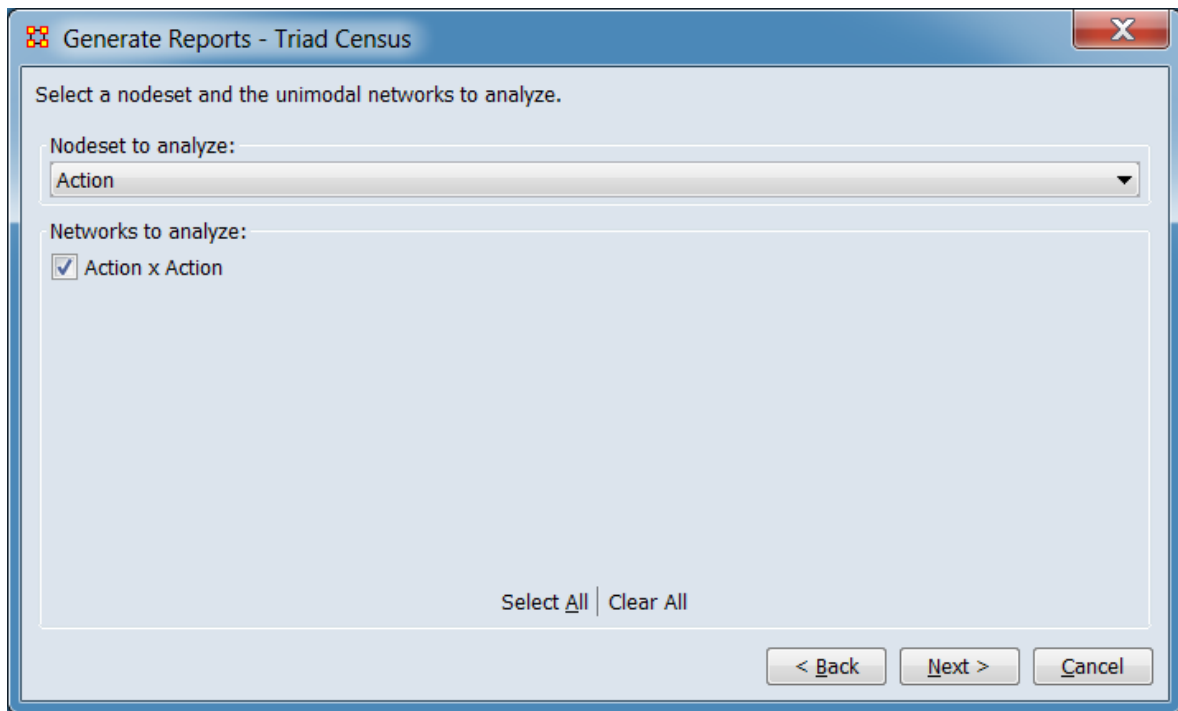 Generate Reports - Triad Census
X
Select a nodeset and the unimodal networks to analyze.
Nodeset to analyze:
Action
Networks to analyze:
Action x Action
Select All | Clear All
< Back Next > Cancel